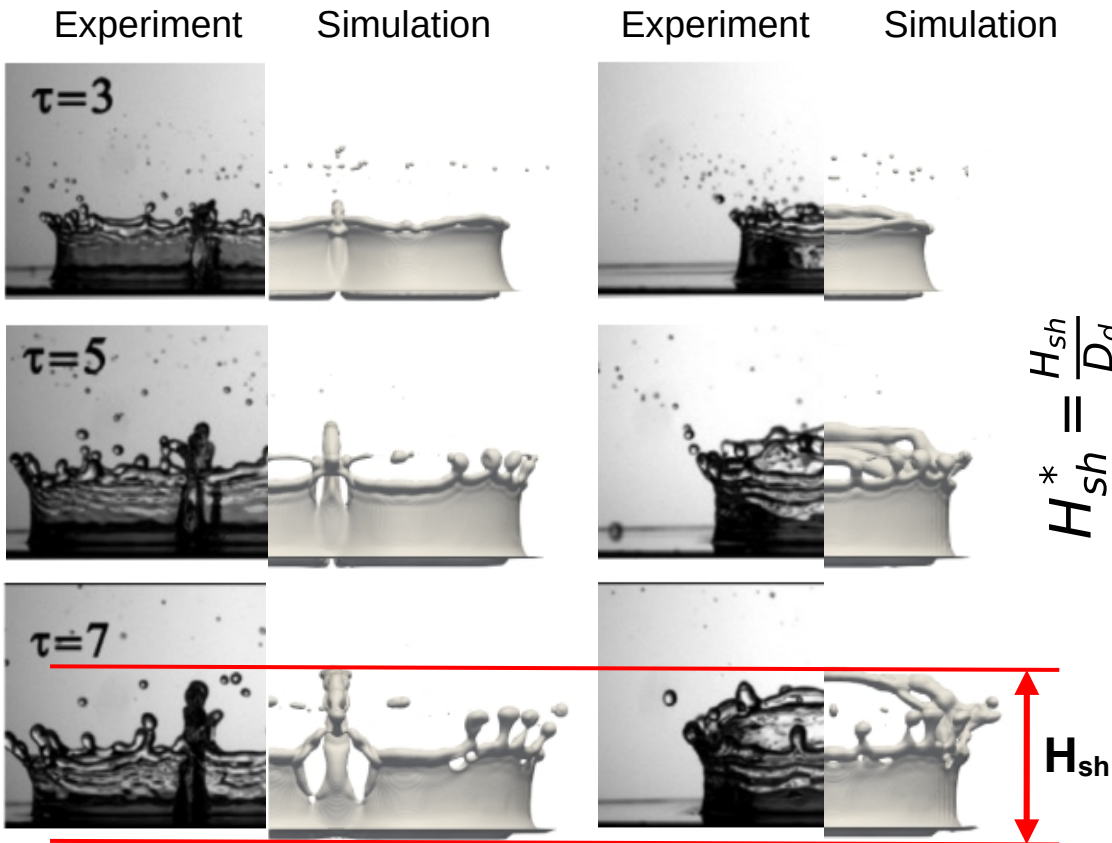 Experiment Simulation Experiment Simulation
τ=3
τ=5
τ=7
H*sh = Hsh/Dd
Hsh